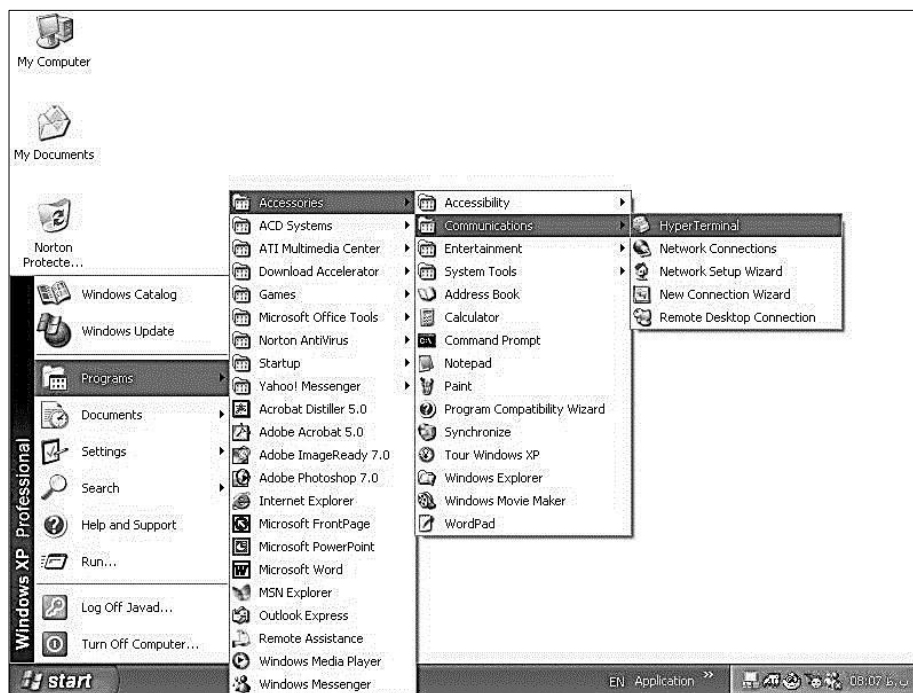 My Computer
My Documents
Norton
Protecte...
Windows Catalog
Windows Update
Programs
Documents
Settings
Search
Help and Support
Run...
Log Off Javad...
Turn Off Computer...
Windows XP Professional
Accessories
ACD Systems
ATI Multimedia Center
Download Accelerator
Games
Microsoft Office Tools
Norton AntiVirus
Startup
Yahoo! Messenger
Acrobat Distiller 5.0
Adobe Acrobat 5.0
Adobe ImageReady 7.0
Adobe Photoshop 7.0
Internet Explorer
Microsoft FrontPage
Microsoft PowerPoint
Microsoft Word
MSN Explorer
Outlook Express
Remote Assistance
Windows Media Player
Windows Messenger
Accessibility
Communications
Entertainment
System Tools
Address Book
Calculator
Command Prompt
Notepad
Paint
Program Compatibility Wizard
Synchronize
Tour Windows XP
Windows Explorer
Windows Movie Maker
WordPad
HyperTerminal
Network Connections
Network Setup Wizard
New Connection Wizard
Remote Desktop Connection
start
EN Application »
08:07